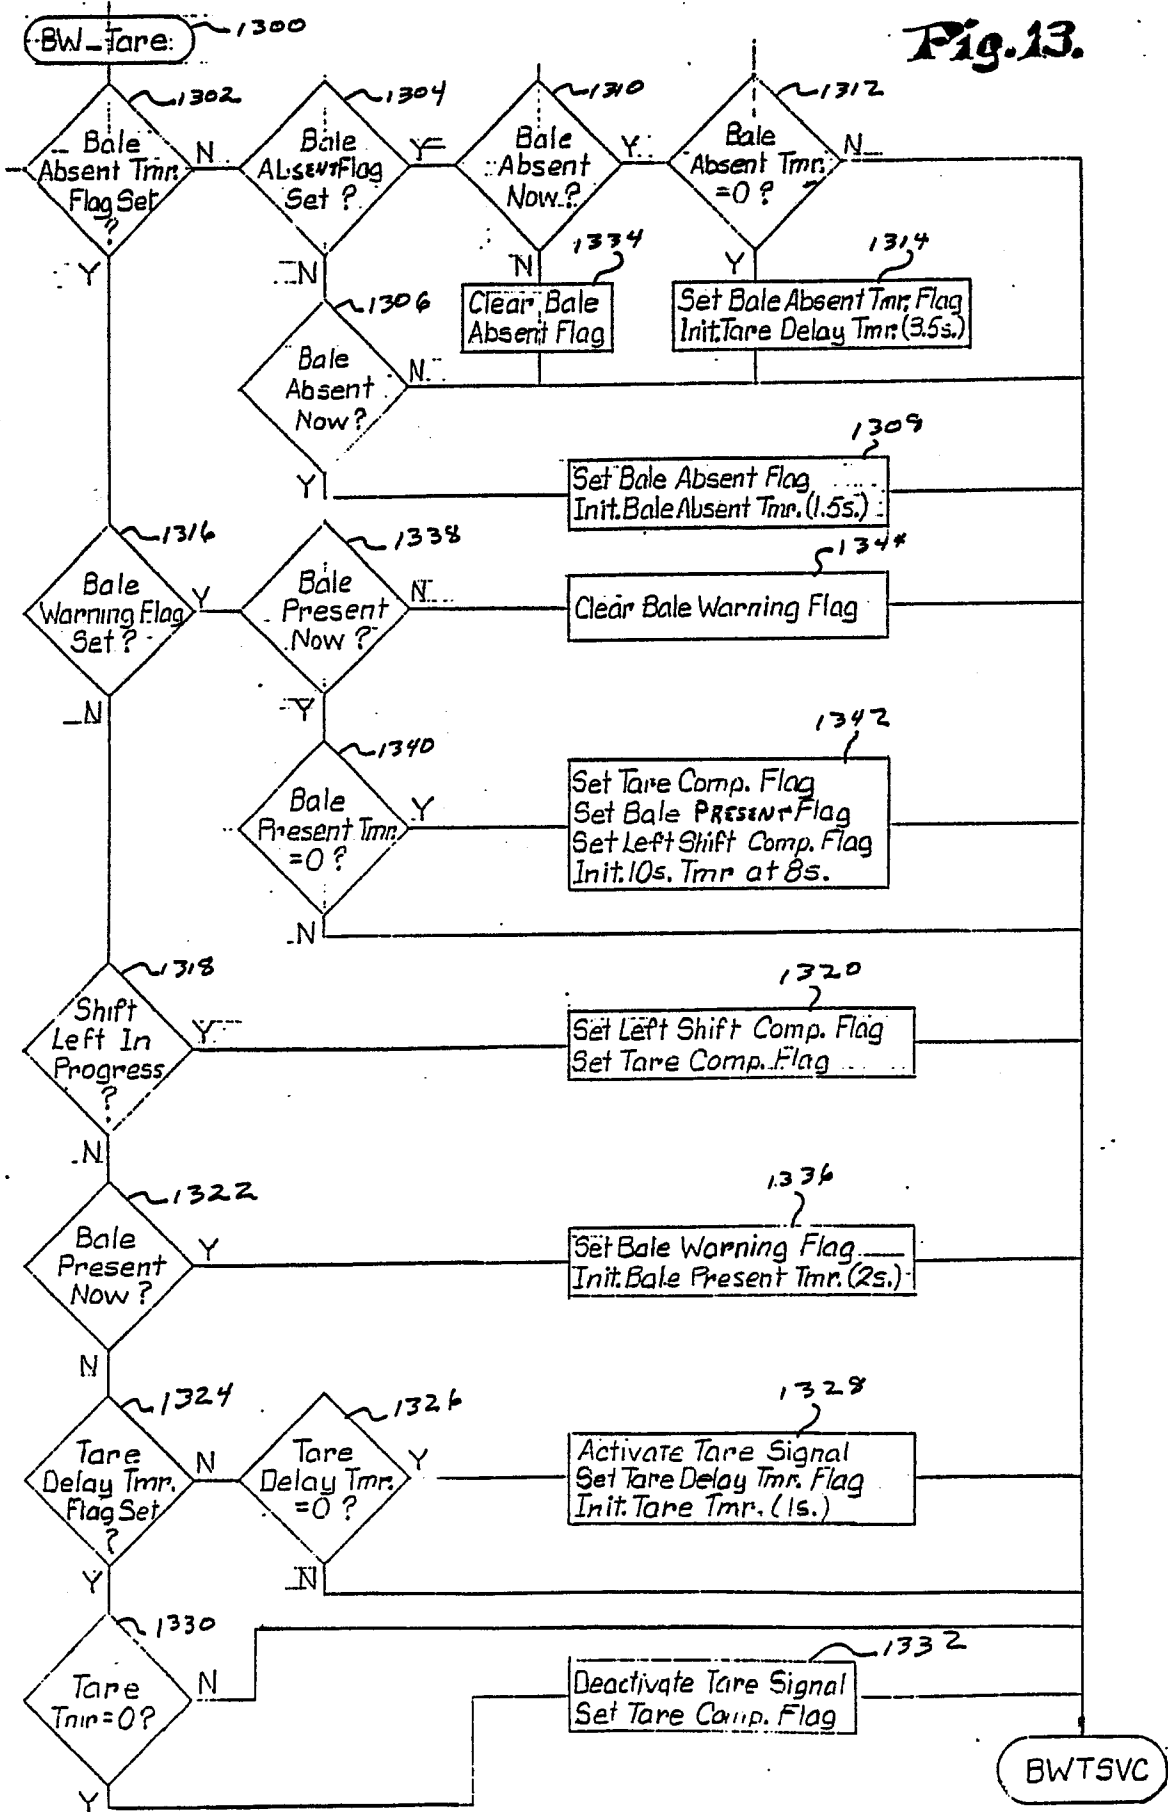 BW_Tare:
1300
Fig. 13.
1302
1304
1310
1312
Bale
Absent Tmr.
Flag Set
?
N
Y
Bale
Absent Flag
Set ?
Y
N
Bale
Absent
Now.?
Y
N
Bale
Absent Tmr.
=0 ?
N
Y
1334
Clear Bale
Absent Flag
1314
Set Bale Absent Tmr. Flag
Init. Tare Delay Tmr. (3.5s.)
1306
Bale
Absent
Now?
N
Y
1308
Set Bale Absent Flag
Init. Bale Absent Tmr. (1.5s.)
1316
Bale
Warning Flag
Set ?
Y
N
1338
Bale
Present
Now ?
N
Y
1344
Clear Bale Warning Flag
1340
Bale
Present Tmr.
=0 ?
Y
N
1342
Set Tare Comp. Flag
Set Bale PRESENT Flag
Set Left Shift Comp. Flag
Init. 10s. Tmr at 8s.
1318
Shift
Left In
Progress
?
Y
N
1320
Set Left Shift Comp. Flag
Set Tare Comp. Flag
1322
Bale
Present
Now ?
Y
N
1336
Set Bale Warning Flag
Init. Bale Present Tmr. (2s.)
1324
Tare
Delay Tmr.
Flag Set
?
N
Y
1326
Tare
Delay Tmr.
=0 ?
Y
N
1328
Activate Tare Signal
Set Tare Delay Tmr. Flag
Init. Tare Tmr. (1s.)
1330
Tare
Tmr=0?
N
Y
1332
Deactivate Tare Signal
Set Tare Comp. Flag
BWTSVC